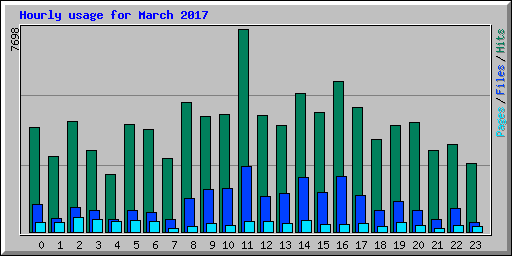 Hourly usage for March 2017
7698
Pages / Files / Hits
0 1 2 3 4 5 6 7 8 9 10 11 12 13 14 15 16 17 18 19 20 21 22 23